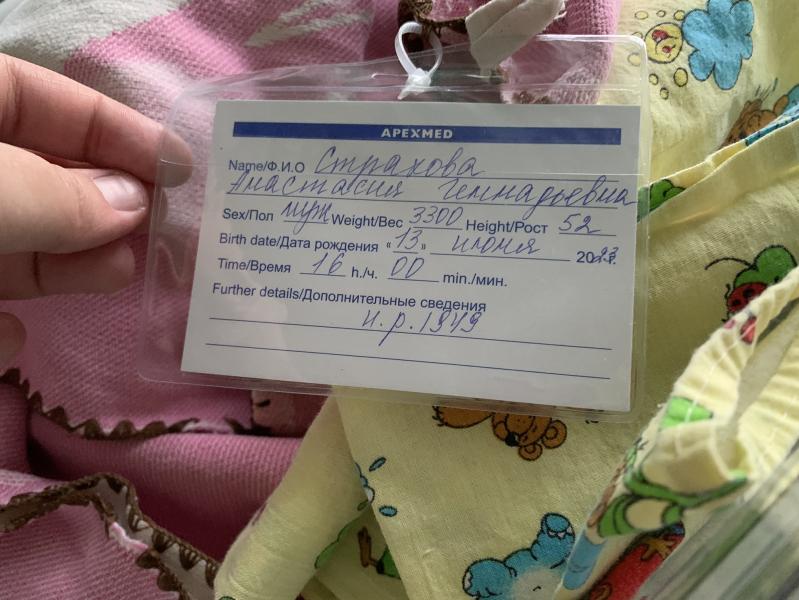 APEXMED
Name/Ф.И.О Страхова
Анастасия Геннадьевна
Sex/Пол муж Weight/Вес 3300 Height/Рост 52
Birth date/Дата рождения «13» июня 2023 г.
Time/Время 16 h./ч. 00 min./мин.
Further details/Дополнительные сведения
и.р. 1949